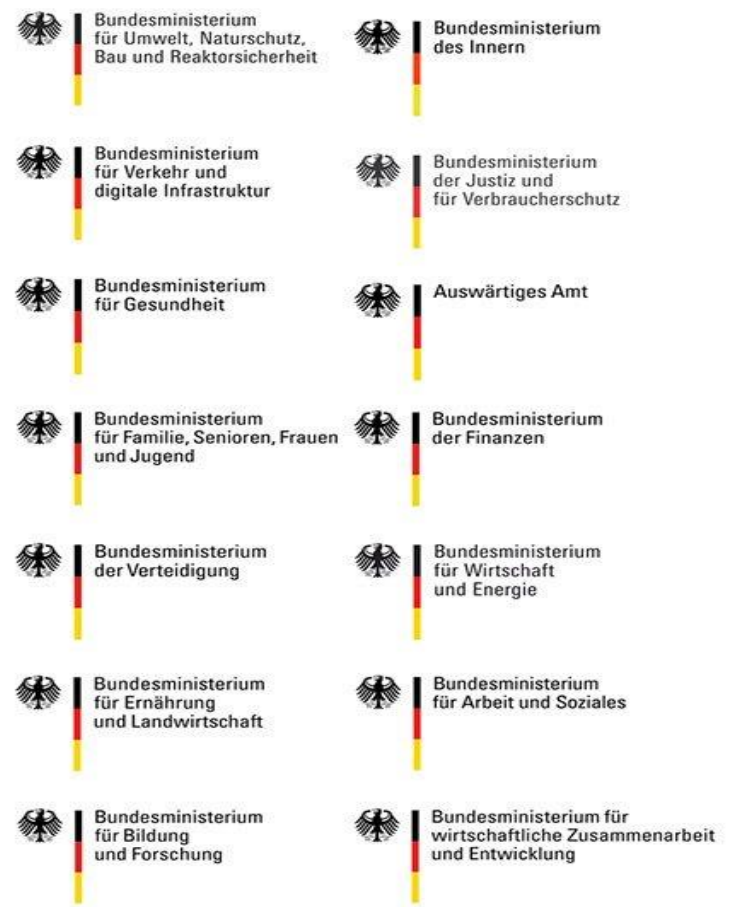 Bundesministerium
für Umwelt, Naturschutz,
Bau und Reaktorsicherheit
Bundesministerium
des Innern
Bundesministerium
für Verkehr und
digitale Infrastruktur
Bundesministerium
der Justiz und
für Verbraucherschutz
Bundesministerium
für Gesundheit
Auswärtiges Amt
Bundesministerium
für Familie, Senioren, Frauen
und Jugend
Bundesministerium
der Finanzen
Bundesministerium
der Verteidigung
Bundesministerium
für Wirtschaft
und Energie
Bundesministerium
für Ernährung
und Landwirtschaft
Bundesministerium
für Arbeit und Soziales
Bundesministerium
für Bildung
und Forschung
Bundesministerium für
wirtschaftliche Zusammenarbeit
und Entwicklung